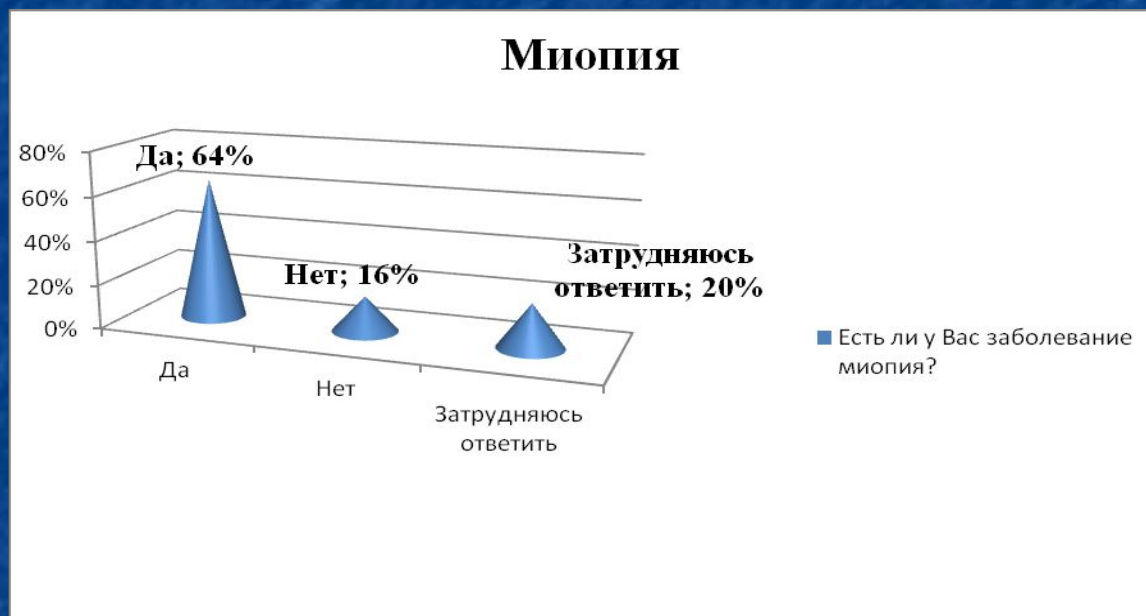 Миопия
80%
60%
40%
20%
0%
Да; 64%
Нет; 16%
Затрудняюсь
ответить; 20%
Да
Нет
Затрудняюсь
ответить
Есть ли у Вас заболевание
миопия?